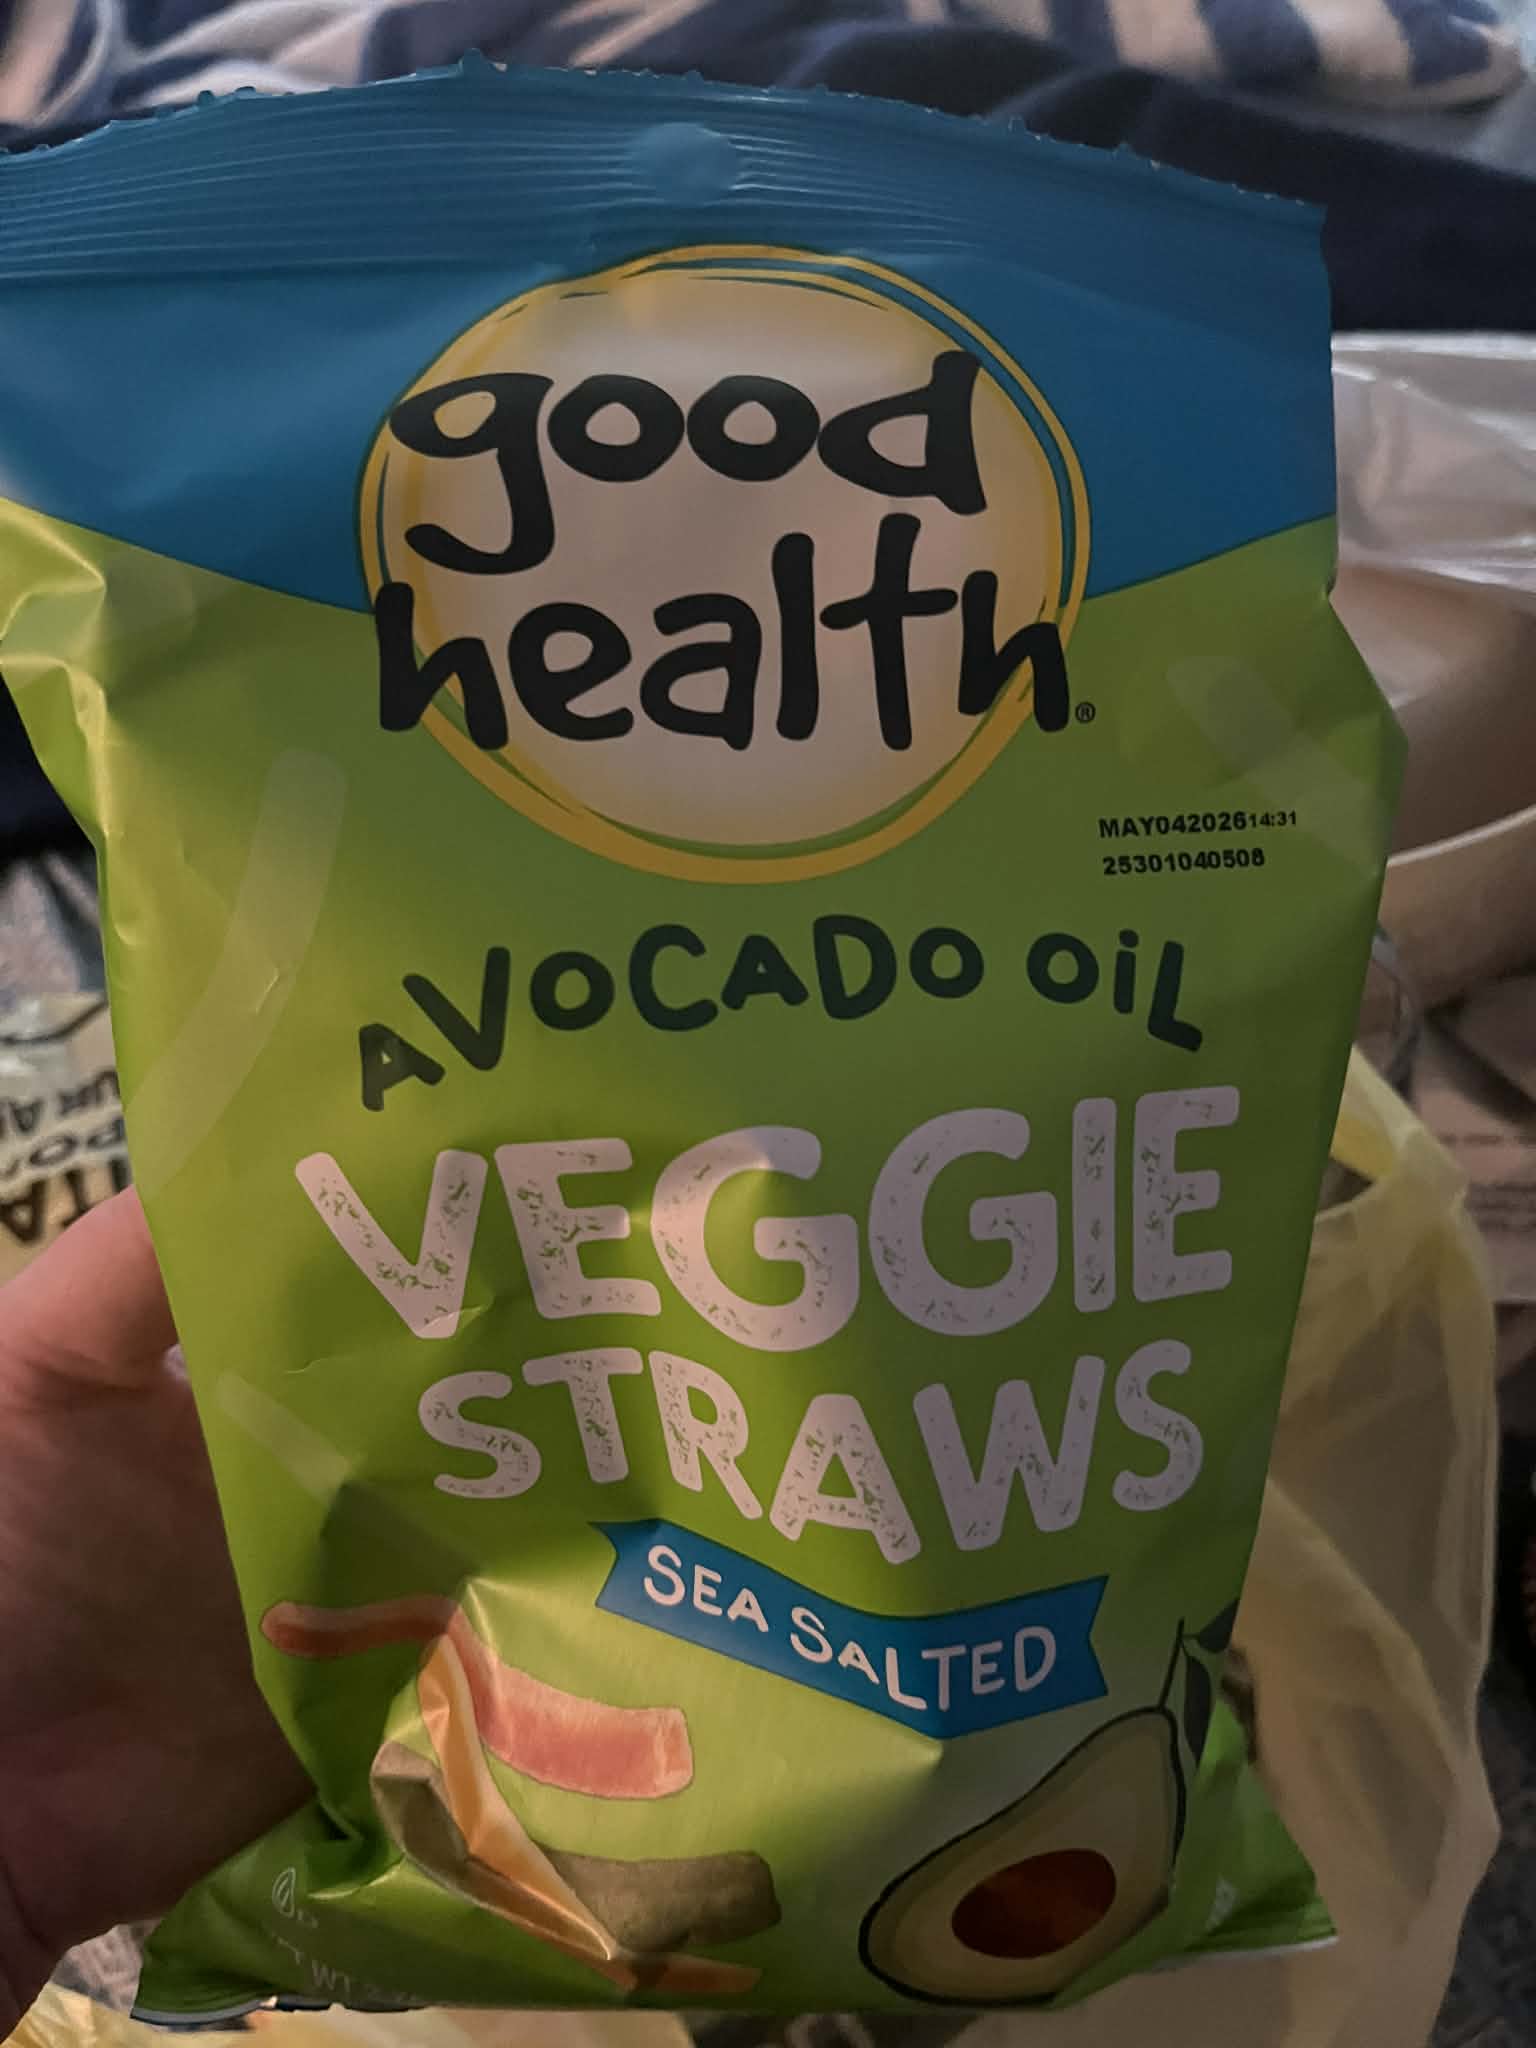 good
health®
MAY04202614:31
25301040508
AVOCADO OIL
VEGGIE
STRAWS
SEA SALTED